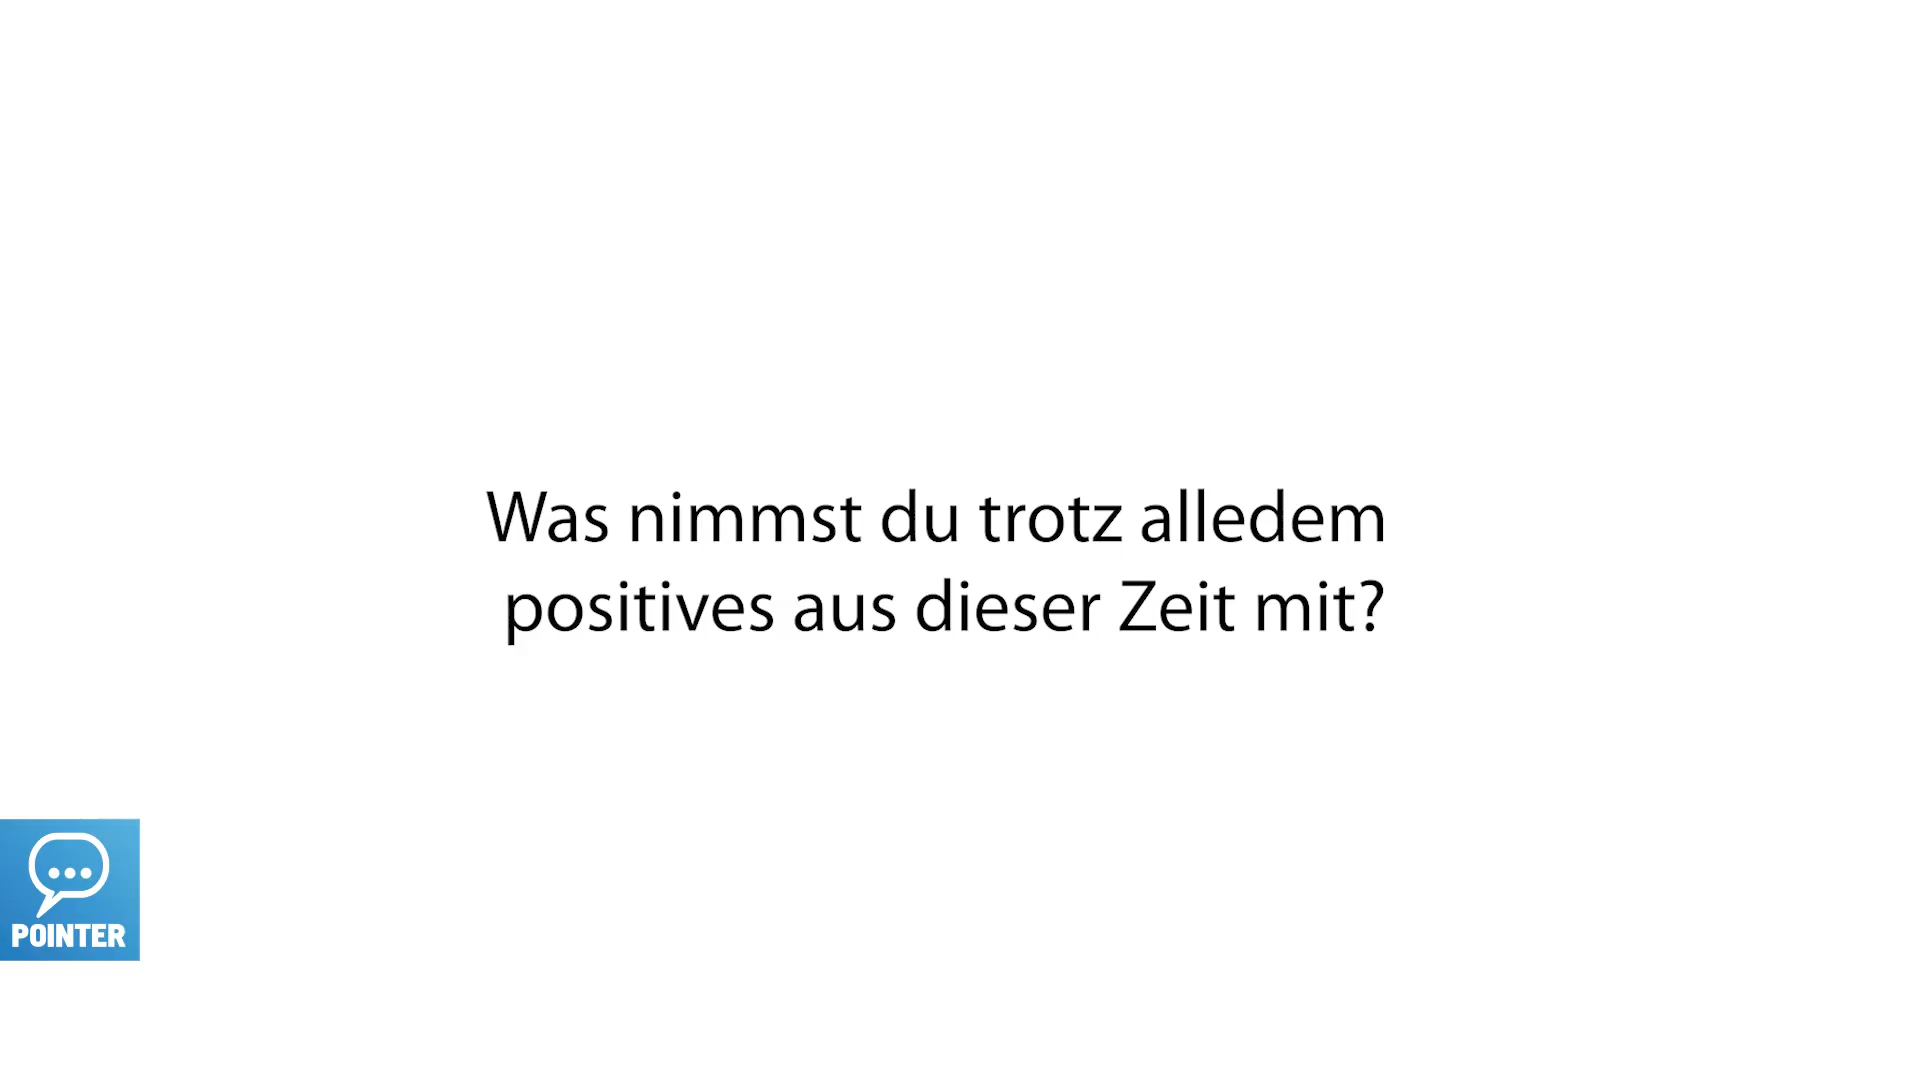 Was nimmst du trotz alledem
positives aus dieser Zeit mit?
POINTER